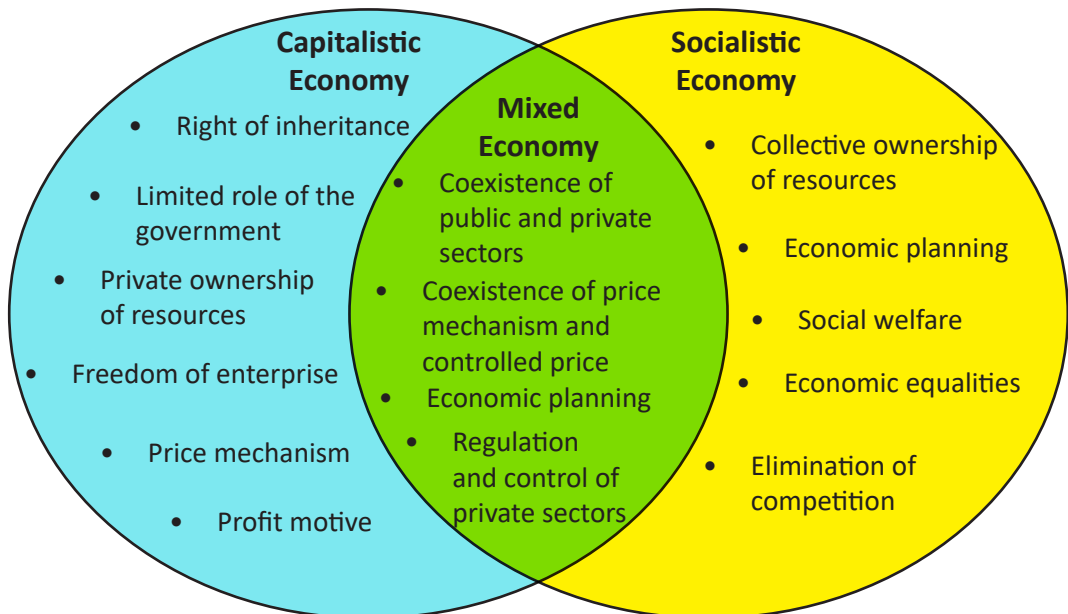 Capitalistic
Economy
• Right of inheritance
• Limited role of the
government
• Private ownership
of resources
• Freedom of enterprise
• Price mechanism
• Profit motive
Mixed
Economy
• Coexistence of
public and private
sectors
• Coexistence of price
mechanism and
controlled price
• Economic planning
• Regulation
and control of
private sectors
Socialistic
Economy
• Collective ownership
of resources
• Economic planning
• Social welfare
• Economic equalities
• Elimination of
competition